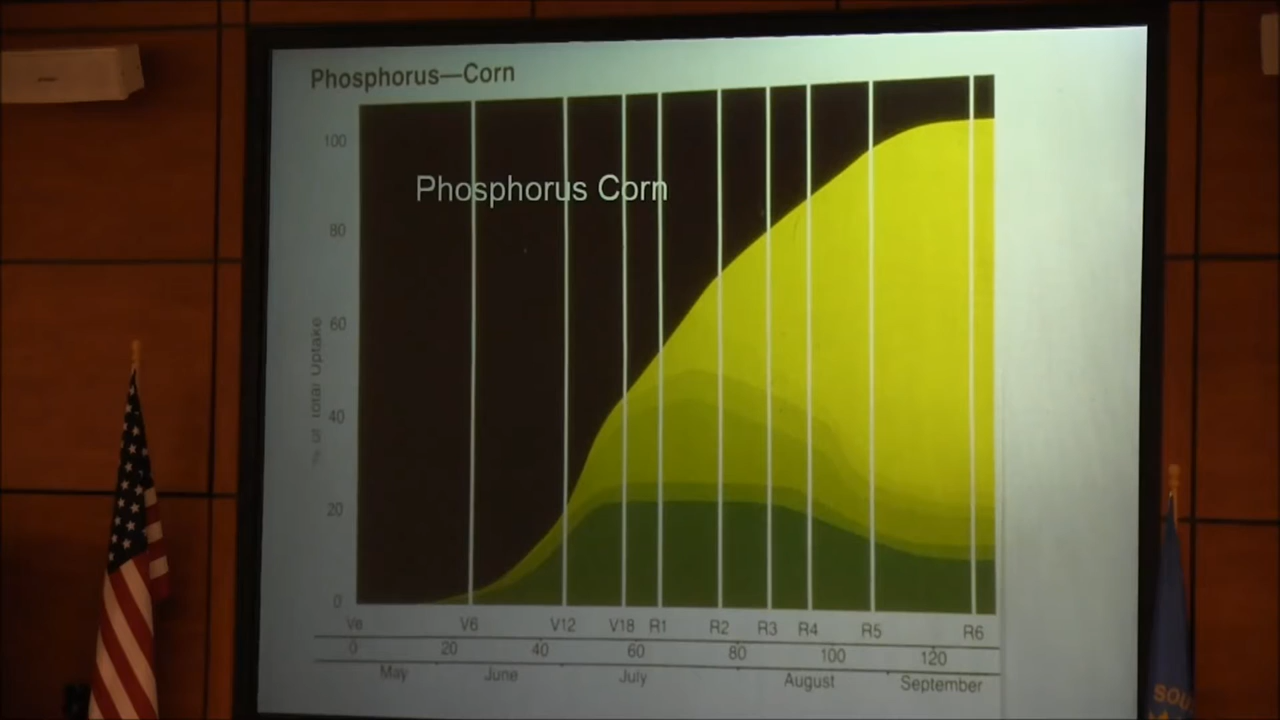 Phosphorus—Corn
Phosphorus Corn
100
80
60
40
20
0
% of Total Uptake
Ve V6 V12 V18 R1 R2 R3 R4 R5 R6
0 20 40 60 80 100 120
May June July August September
SOU